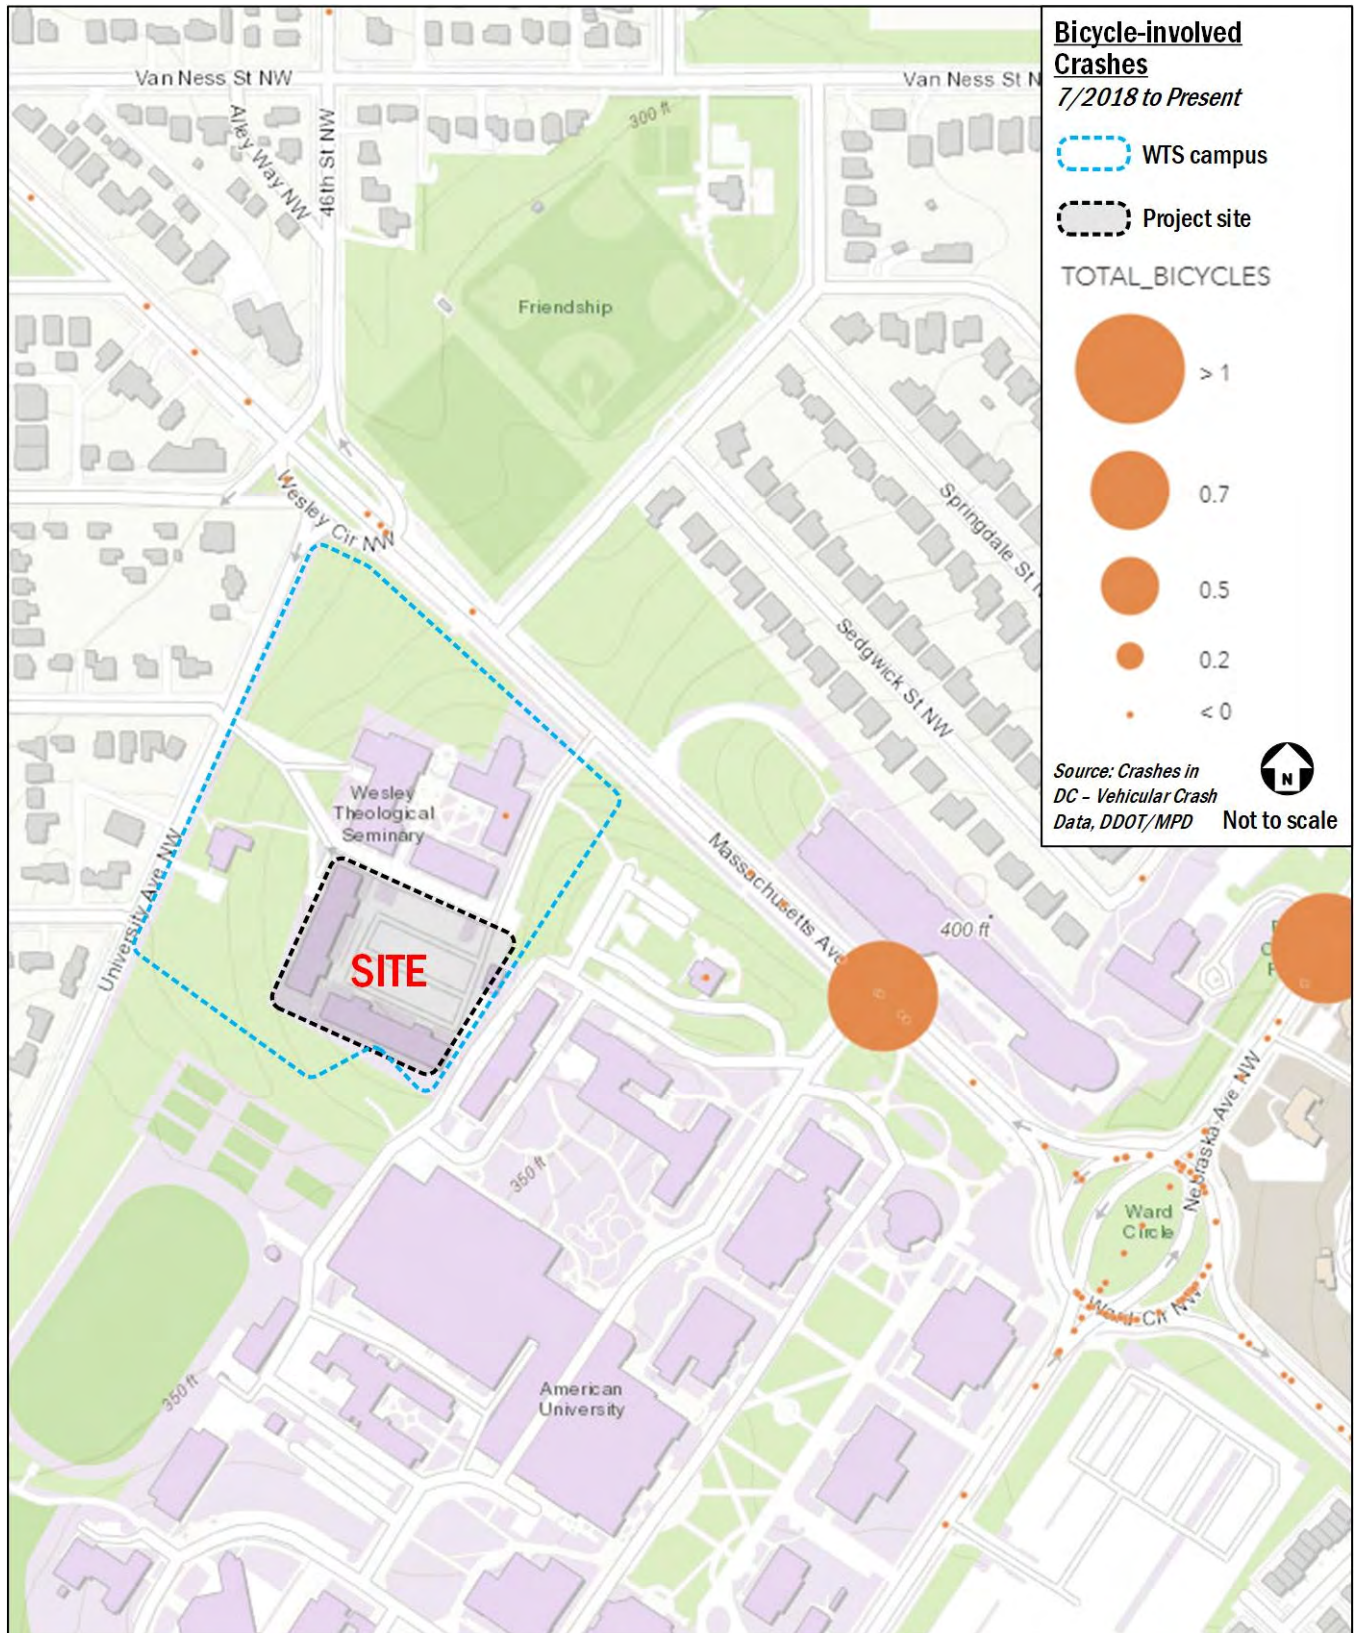 Bicycle-involved
Crashes
7/2018 to Present
WTS campus
Project site
TOTAL_BICYCLES
> 1
0.7
0.5
0.2
< 0
Source: Crashes in
DC – Vehicular Crash
Data, DDOT/MPD
N
Not to scale
Van Ness St NW
Van Ness St N
Alley Way NW
46th St NW
300 ft
Friendship
Wesley Cir NW
Springdale St N
Sedgwick St NW
Wesley
Theological
Seminary
University Ave NW
SITE
Massachusetts Ave
400 ft
350 ft
Nebraska Ave NW
Ward
Circle
Ward Cir NW
350 ft
American
University